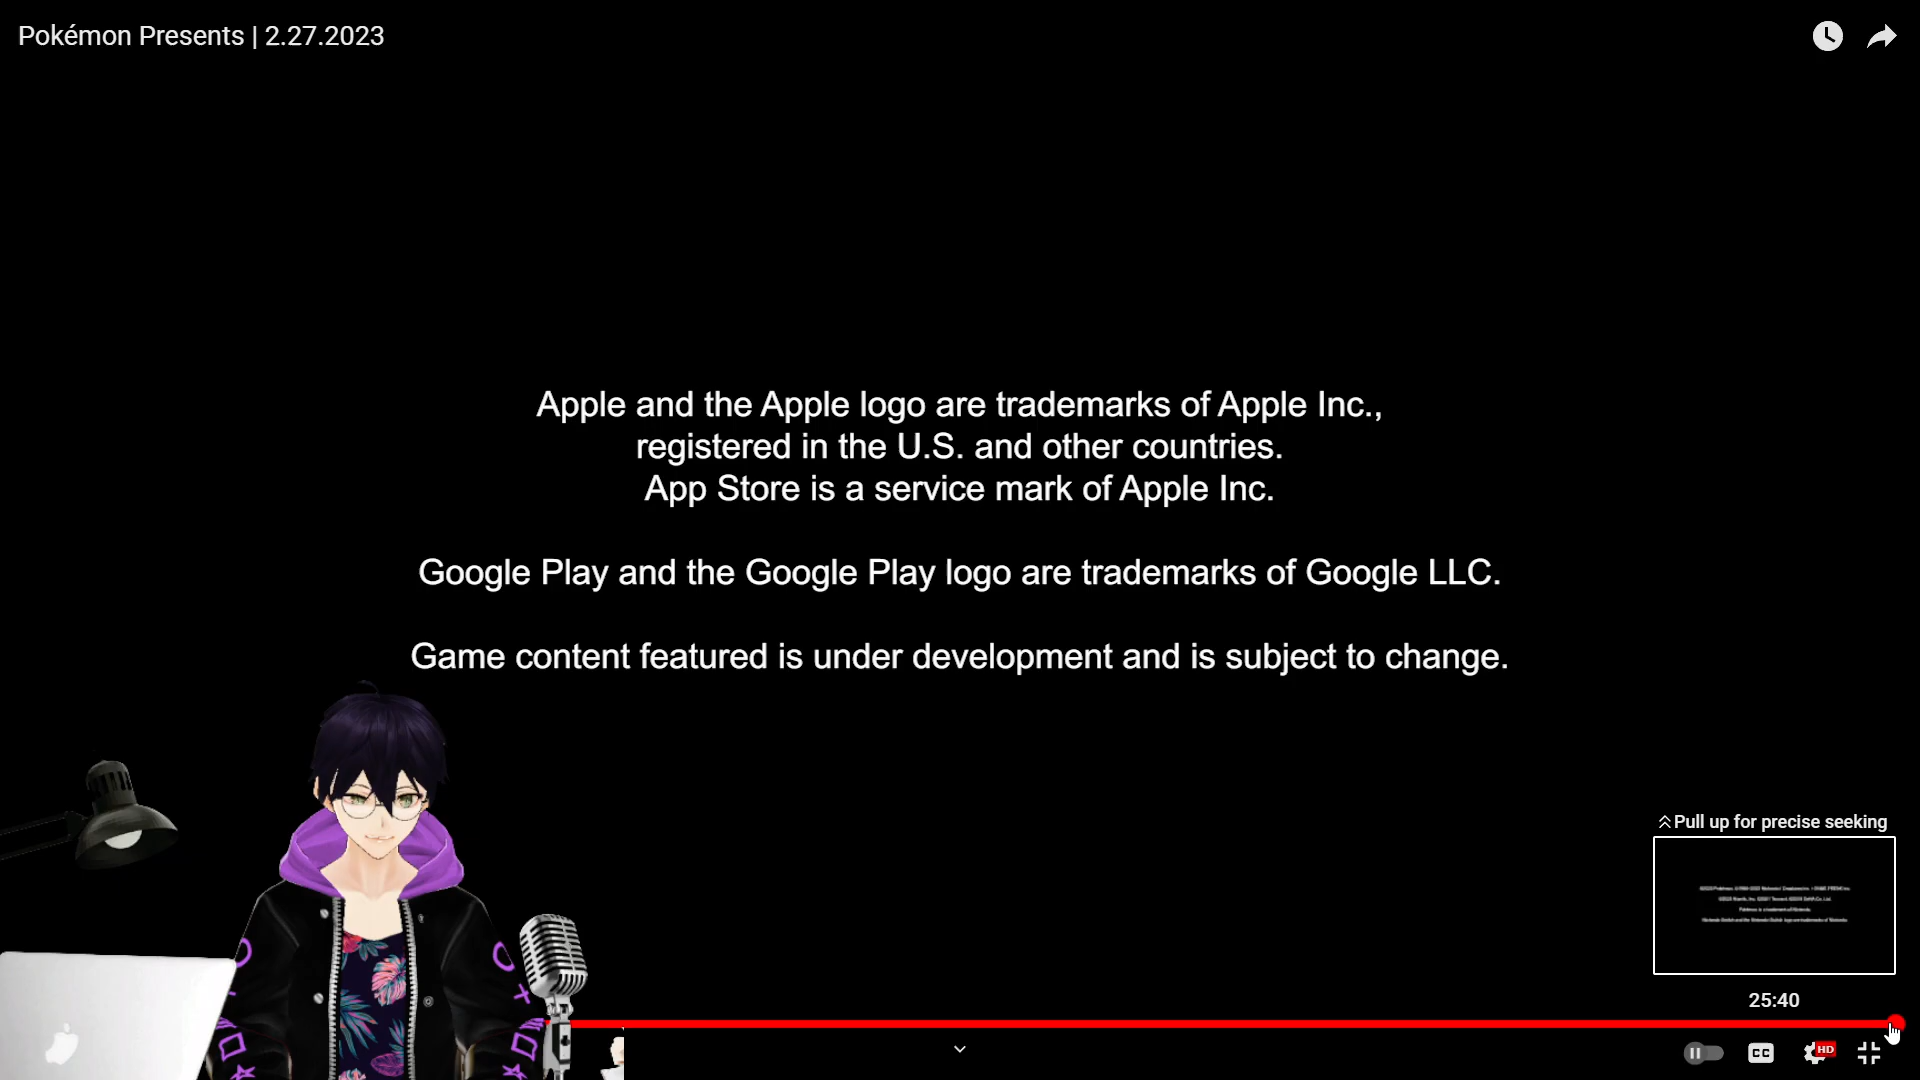 Pokémon Presents | 2.27.2023
Apple and the Apple logo are trademarks of Apple Inc.,
registered in the U.S. and other countries.
App Store is a service mark of Apple Inc.
Google Play and the Google Play logo are trademarks of Google LLC.
Game content featured is under development and is subject to change.
Pull up for precise seeking
25:40
CC
HD